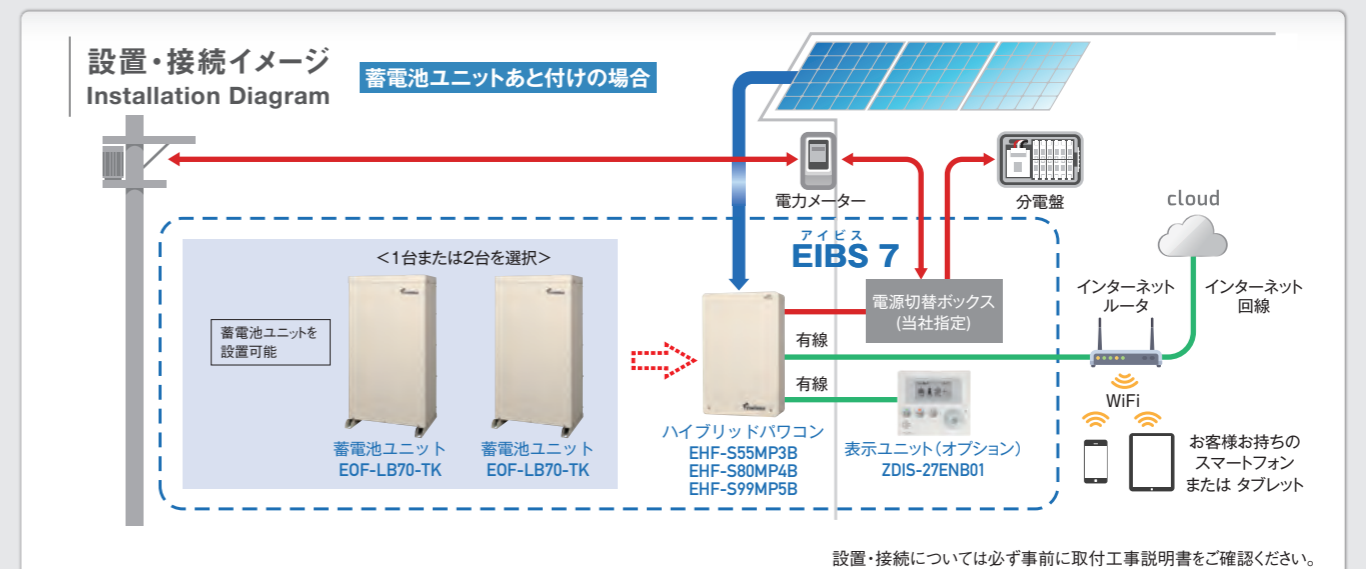 設置・接続イメージ
Installation Diagram
蓄電池ユニットあと付けの場合
電力メーター
分電盤
cloud
アイビス
EIBS 7
<1台または2台を選択>
蓄電池ユニットを
設置可能
電源切替ボックス
(当社指定)
インターネット
ルータ
インターネット
回線
有線
有線
WiFi
蓄電池ユニット
EOF-LB70-TK
蓄電池ユニット
EOF-LB70-TK
ハイブリッドパワコン
EHF-S55MP3B
EHF-S80MP4B
EHF-S99MP5B
表示ユニット(オプション)
ZDIS-27ENB01
お客様お持ちの
スマートフォン
または タブレット
設置・接続については必ず事前に取付工事説明書をご確認ください。